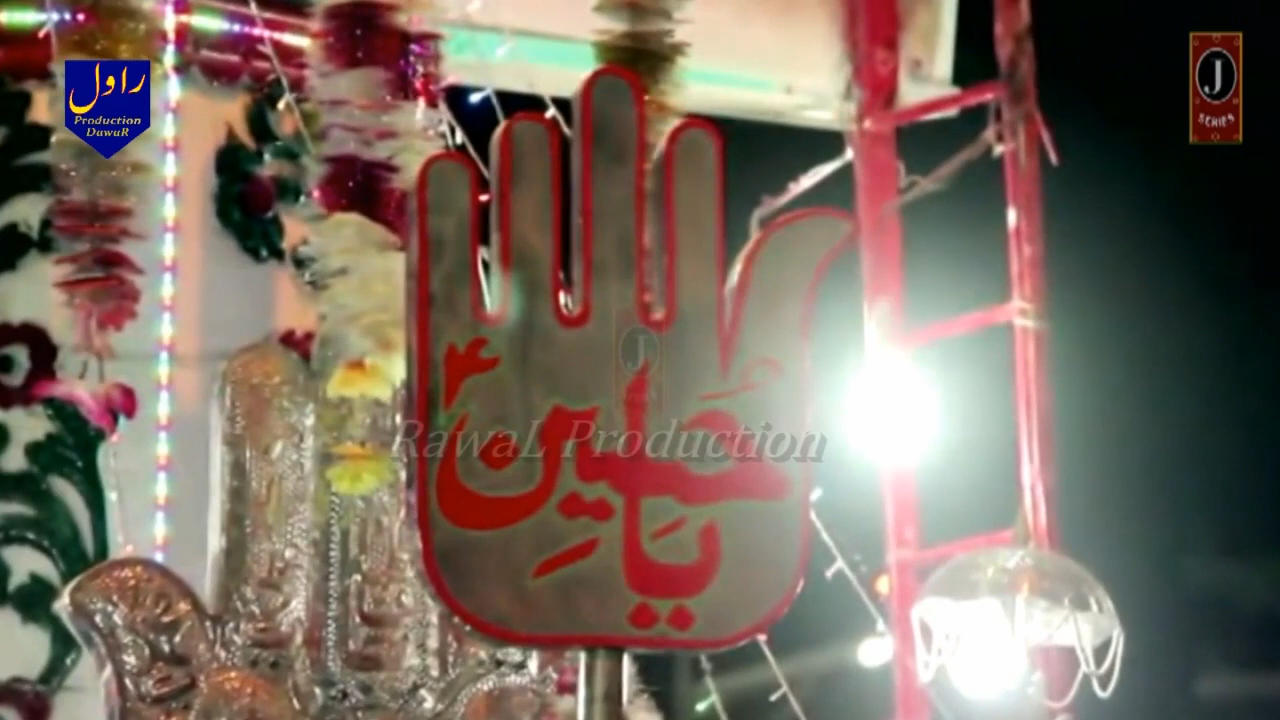 راول
Production
DawaR
J
SERIES
یا حسینؑ
RawaL Production